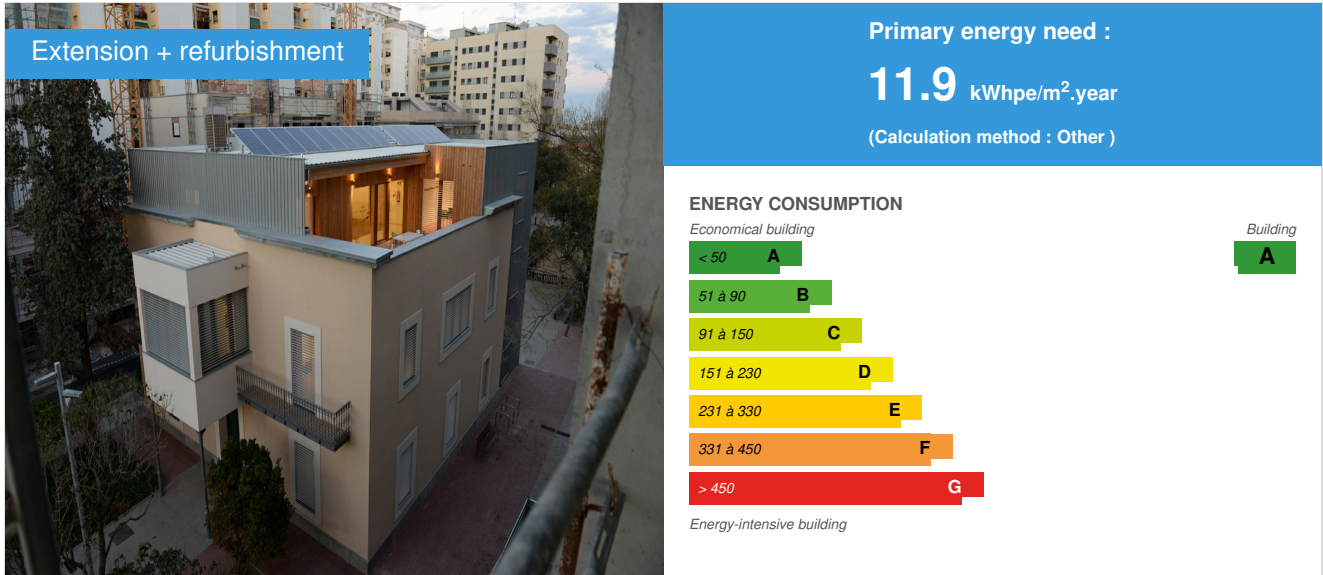 Extension + refurbishment
Primary energy need :
11.9 kWhpe/m².year
(Calculation method : Other )
ENERGY CONSUMPTION
Economical building
Building
< 50 A
A
51 à 90 B
91 à 150 C
151 à 230 D
231 à 330 E
331 à 450 F
> 450 G
Energy-intensive building